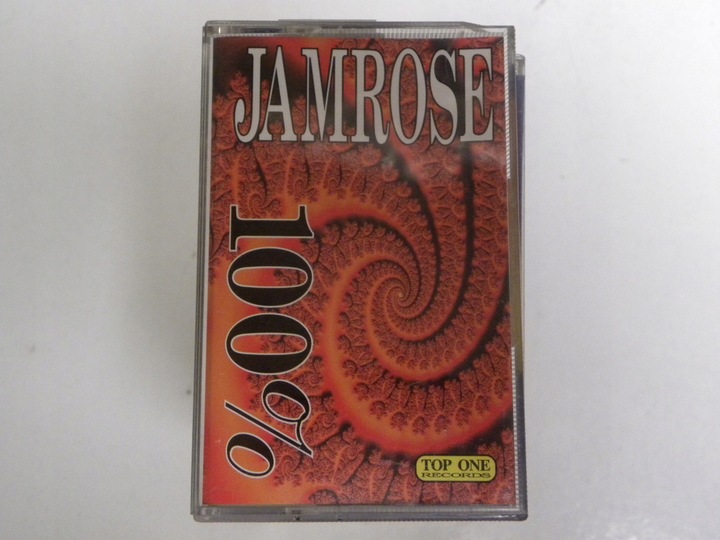 JAMROSE
100%
TOP ONE
RECORDS